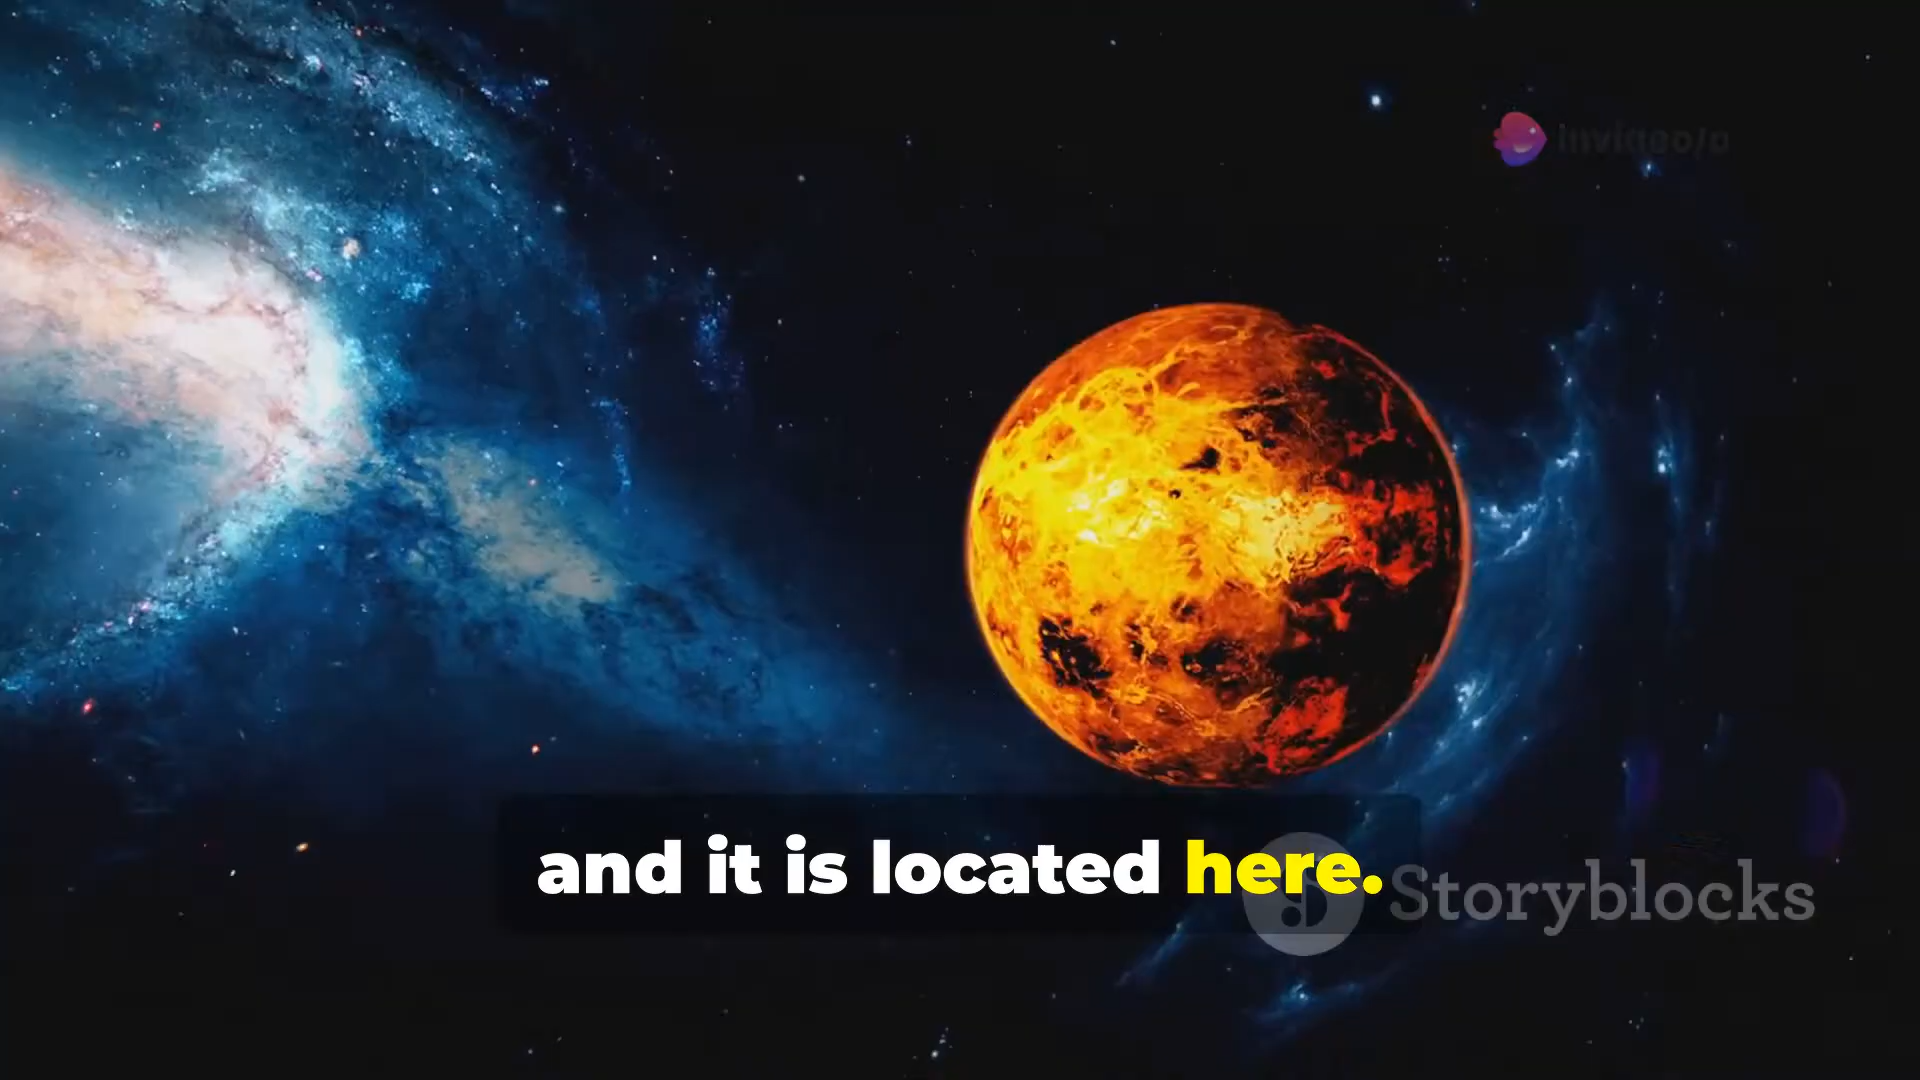 and it is located here.
Storyblocks